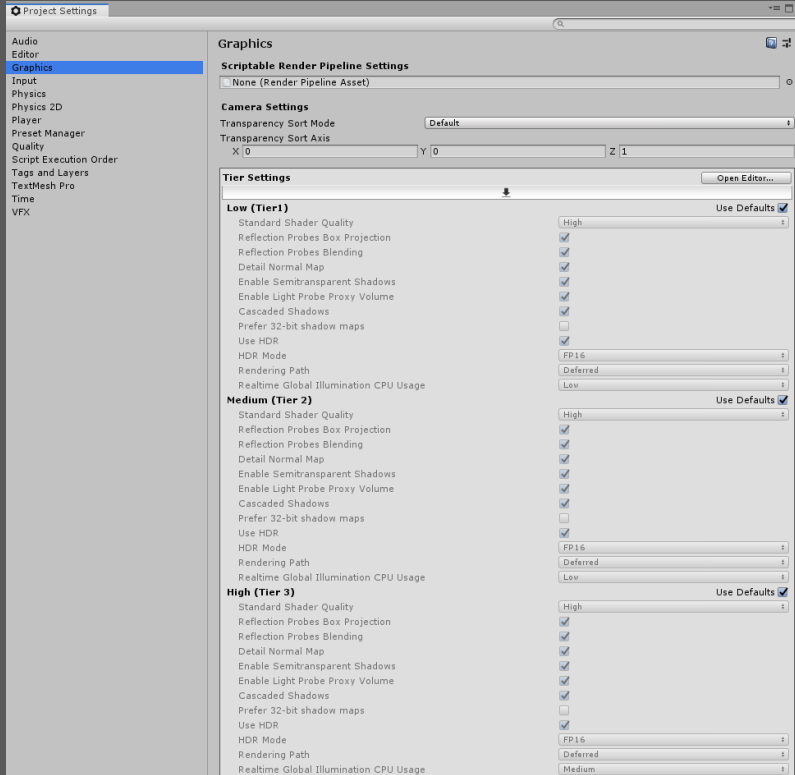 Project Settings
Audio
Editor
Graphics
Input
Physics
Physics 2D
Player
Preset Manager
Quality
Script Execution Order
Tags and Layers
TextMesh Pro
Time
VFX
Graphics
Scriptable Render Pipeline Settings
None (Render Pipeline Asset)
Camera Settings
Transparency Sort Mode Default
Transparency Sort Axis
X 0 Y 0 Z 1
Tier Settings Open Editor...
Low (Tier1) Use Defaults
Standard Shader Quality High
Reflection Probes Box Projection
Reflection Probes Blending
Detail Normal Map
Enable Semitransparent Shadows
Enable Light Probe Proxy Volume
Cascaded Shadows
Prefer 32-bit shadow maps
Use HDR
HDR Mode FP16
Rendering Path Deferred
Realtime Global Illumination CPU Usage Low
Medium (Tier 2) Use Defaults
Standard Shader Quality High
Reflection Probes Box Projection
Reflection Probes Blending
Detail Normal Map
Enable Semitransparent Shadows
Enable Light Probe Proxy Volume
Cascaded Shadows
Prefer 32-bit shadow maps
Use HDR
HDR Mode FP16
Rendering Path Deferred
Realtime Global Illumination CPU Usage Low
High (Tier 3) Use Defaults
Standard Shader Quality High
Reflection Probes Box Projection
Reflection Probes Blending
Detail Normal Map
Enable Semitransparent Shadows
Enable Light Probe Proxy Volume
Cascaded Shadows
Prefer 32-bit shadow maps
Use HDR
HDR Mode FP16
Rendering Path Deferred
Realtime Global Illumination CPU Usage Medium